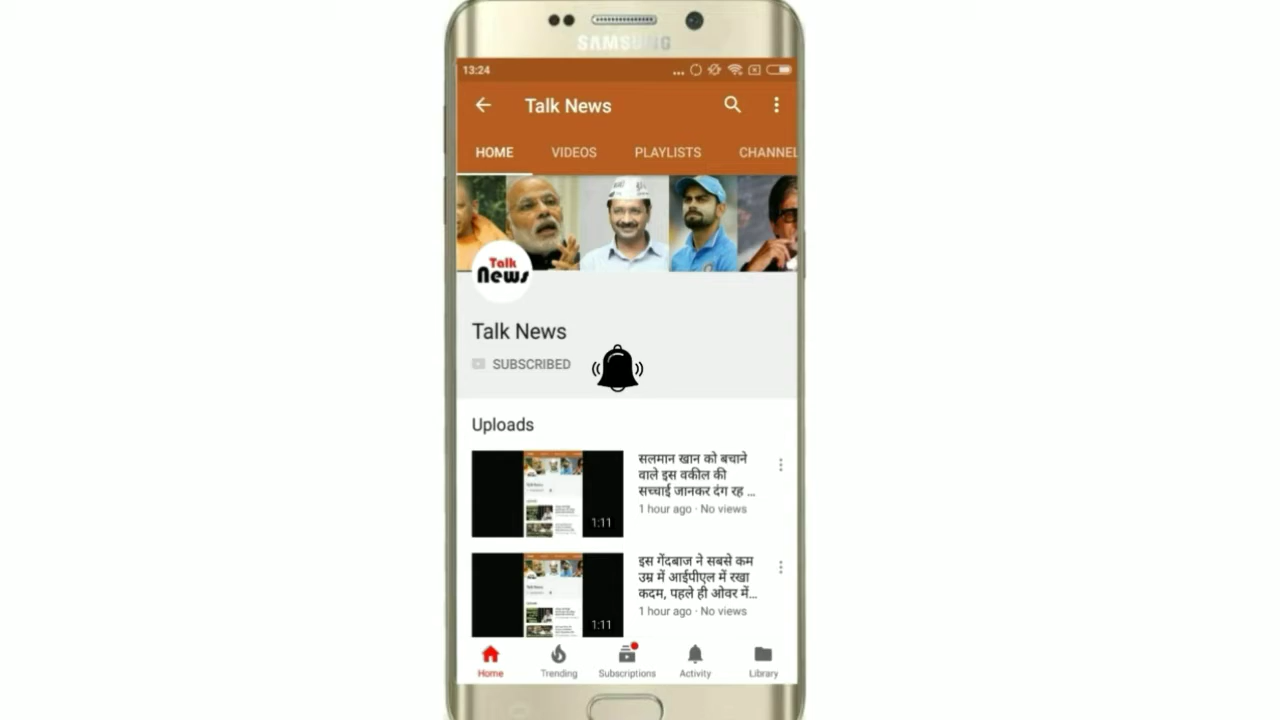 SAMSUNG
13:24
Talk News
HOME VIDEOS PLAYLISTS CHANNEL
Talk
News
Talk News
SUBSCRIBED
Uploads
सलमान खान को बचाने
वाले इस वकील की
सच्चाई जानकर दंग रह ...
1 hour ago · No views
1:11
इस गेंदबाज ने सबसे कम
उम्र में आईपीएल में रखा
कदम, पहले ही ओवर में...
1 hour ago · No views
1:11
Home Trending Subscriptions Activity Library